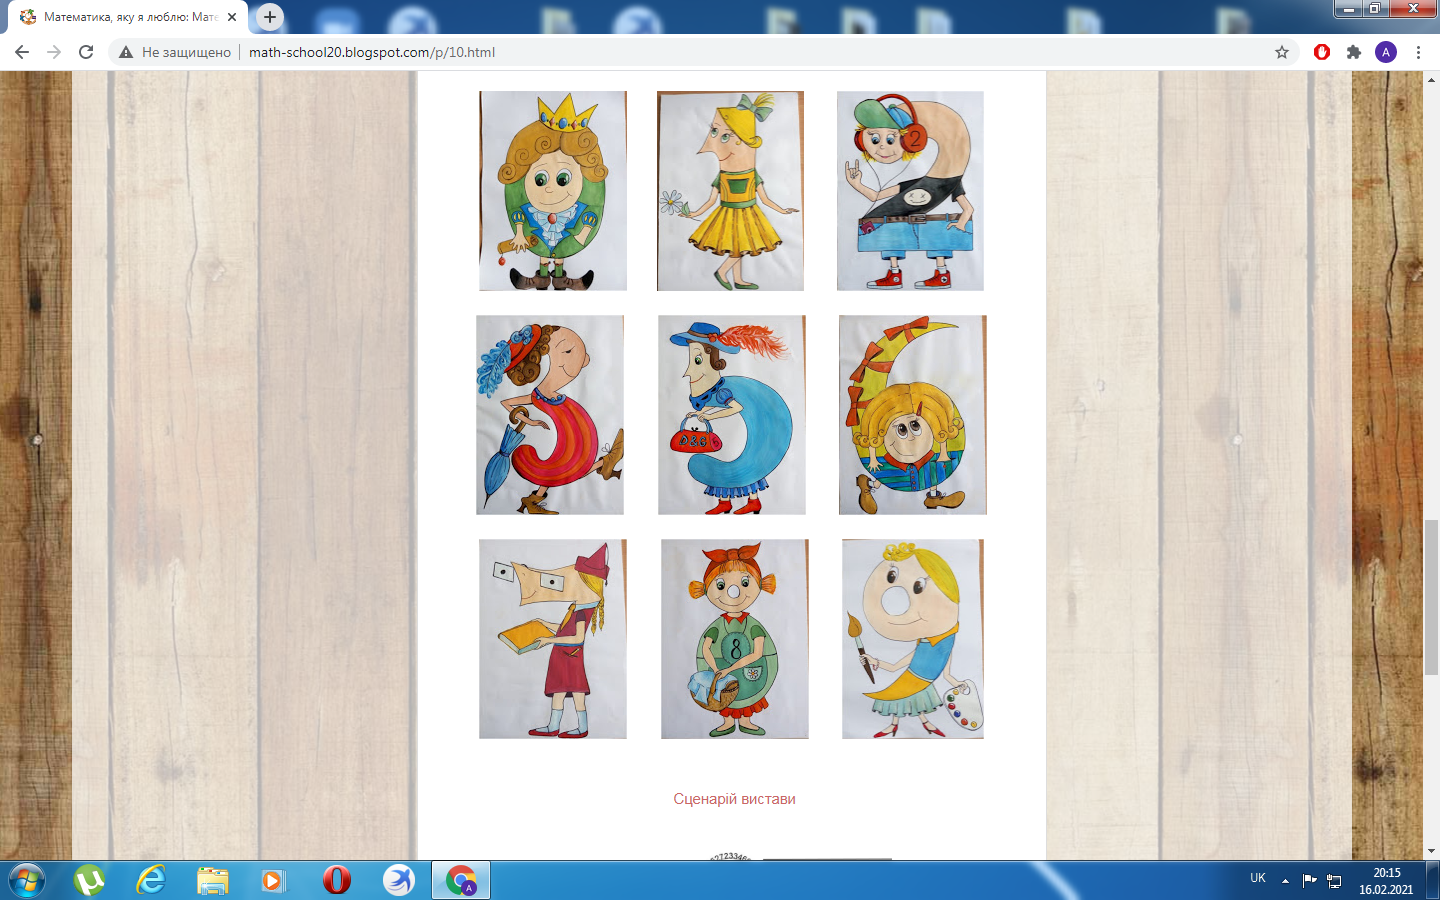 Математика, яку я люблю: Мате
Не защищено
math-school20.blogspot.com/p/10.html
A
2
8
Сценарій вистави
UK
20:15
16.02.2021